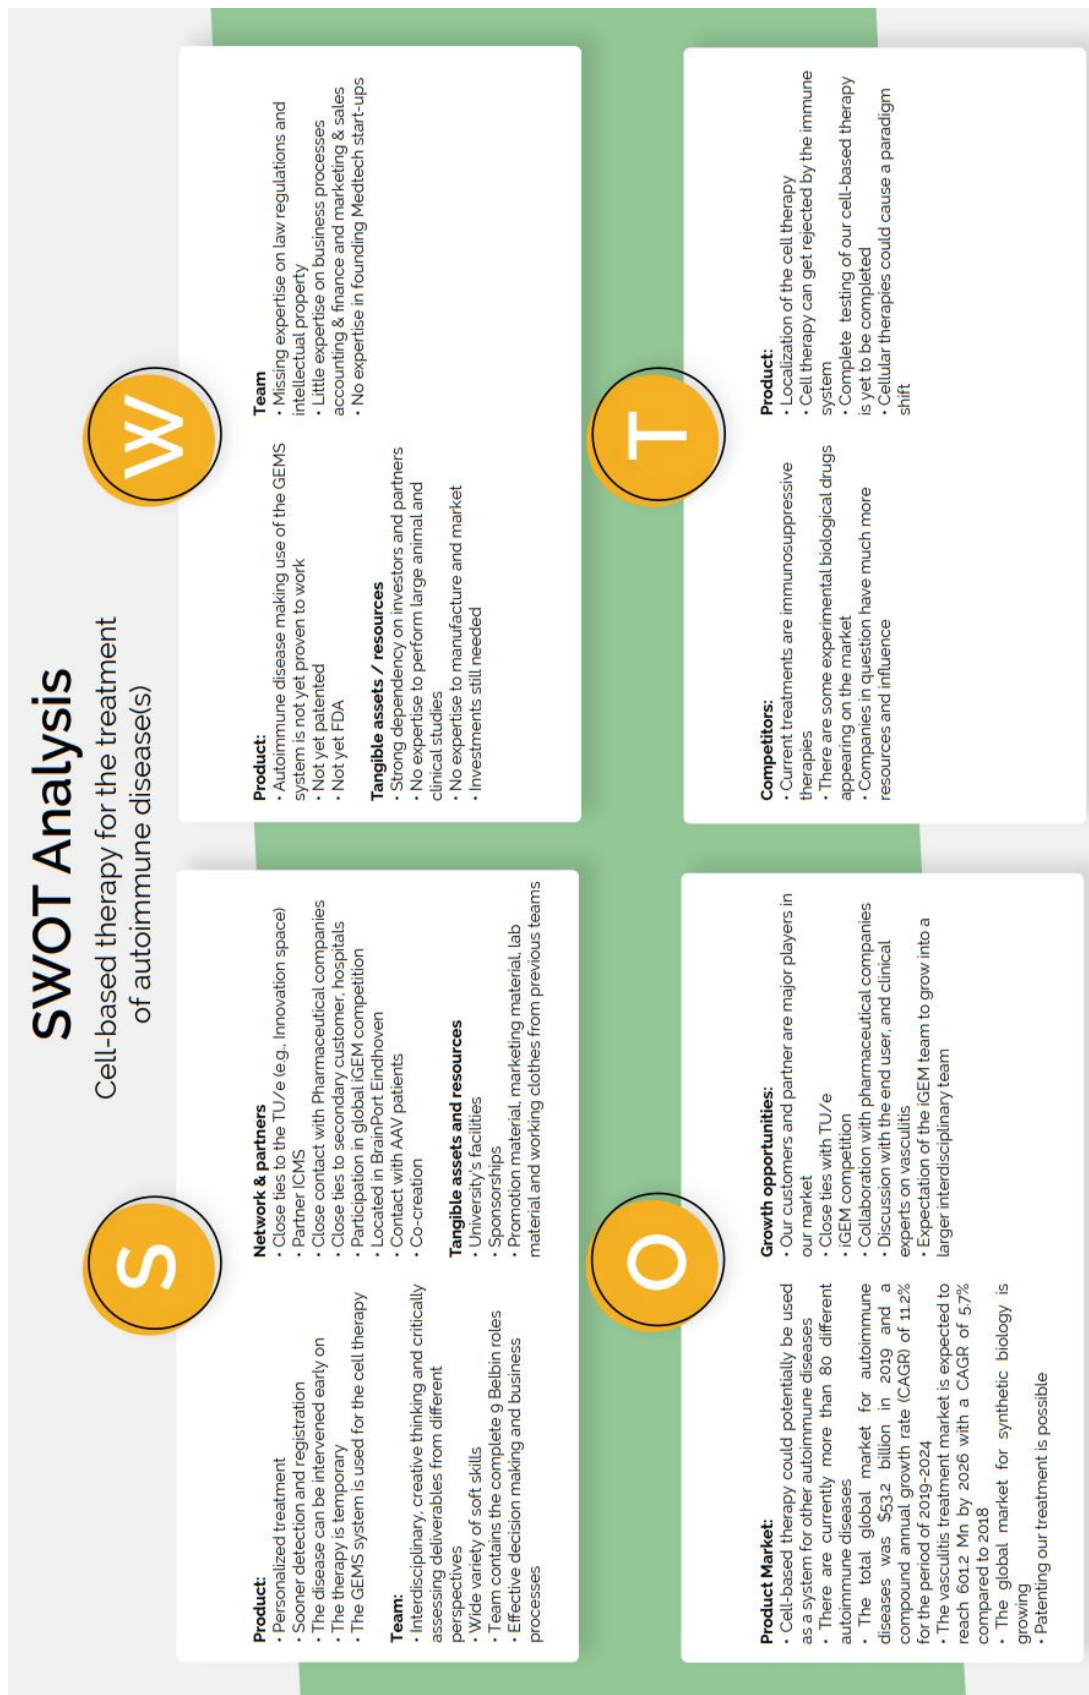 SWOT Analysis
Cell-based therapy for the treatment
of autoimmune disease(s)
S
Product:
• Personalized treatment
• Sooner detection and registration
• The disease can be intervened early on
• The therapy is temporary
• The GEMS system is used for the cell therapy
Team:
• Interdisciplinary, creative thinking and critically
assessing deliverables from different
perspectives
• Wide variety of soft skills
• Team contains the complete 9 Belbin roles
• Effective decision making and business
processes
Network & partners
• Close ties to the TU/e (e.g., Innovation space)
• Partner ICMS
• Close contact with Pharmaceutical companies
• Close ties to secondary customer, hospitals
• Participation in global iGEM competition
• Located in BrainPort Eindhoven
• Contact with AAV patients
• Co-creation
Tangible assets and resources
• University's facilities
• Sponsorships
• Promotion material, marketing material, lab
material and working clothes from previous teams
W
Product:
• Autoimmune disease making use of the GEMS
system is not yet proven to work
• Not yet patented
• Not yet FDA
Tangible assets / resources
• Strong dependency on investors and partners
• No expertise to perform large animal and
clinical studies
• No expertise to manufacture and market
• Investments still needed
Team
• Missing expertise on law regulations and
intellectual property
• Little expertise on business processes
accounting & finance and marketing & sales
• No expertise in founding Medtech start-ups
O
Product Market:
• Cell-based therapy could potentially be used
as a system for other autoimmune diseases
• There are currently more than 80 different
autoimmune diseases
• The total global market for autoimmune
diseases was $53.2 billion in 2019 and a
compound annual growth rate (CAGR) of 11.2%
for the period of 2019-2024
• The vasculitis treatment market is expected to
reach 601.2 Mn by 2026 with a CAGR of 5.7%
compared to 2018
• The global market for synthetic biology is
growing
• Patenting our treatment is possible
Growth opportunities:
• Our customers and partner are major players in
our market
• Close ties with TU/e
• iGEM competition
• Collaboration with pharmaceutical companies
• Discussion with the end user, and clinical
experts on vasculitis
• Expectation of the iGEM team to grow into a
larger interdisciplinary team
T
Competitors:
• Current treatments are immunosuppressive
therapies
• There are some experimental biological drugs
appearing on the market
• Companies in question have much more
resources and influence
Product:
• Localization of the cell therapy
• Cell therapy can get rejected by the immune
system
• Complete testing of our cell-based therapy
is yet to be completed
• Cellular therapies could cause a paradigm
shift